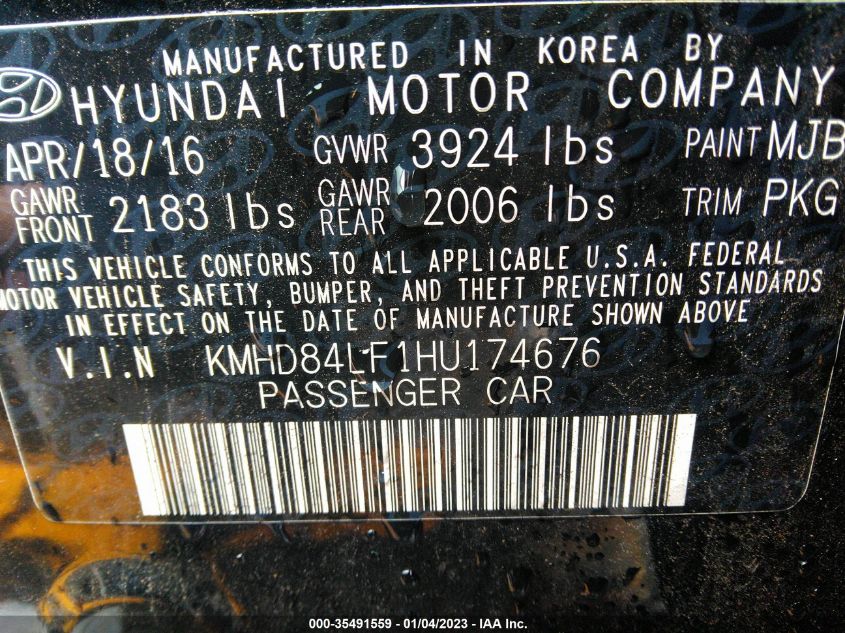 MANUFACTURED IN KOREA BY
HYUNDAI MOTOR COMPANY
APR/18/16 GVWR 3924 lbs PAINT MJB
GAWR FRONT 2183 lbs GAWR REAR 2006 lbs TRIM PKG
THIS VEHICLE CONFORMS TO ALL APPLICABLE U.S.A. FEDERAL
MOTOR VEHICLE SAFETY, BUMPER, AND THEFT PREVENTION STANDARDS
IN EFFECT ON THE DATE OF MANUFACTURE SHOWN ABOVE
V.I.N KMHD84LF1HU174676
PASSENGER CAR
000-35491559 - 01/04/2023 - IAA Inc.